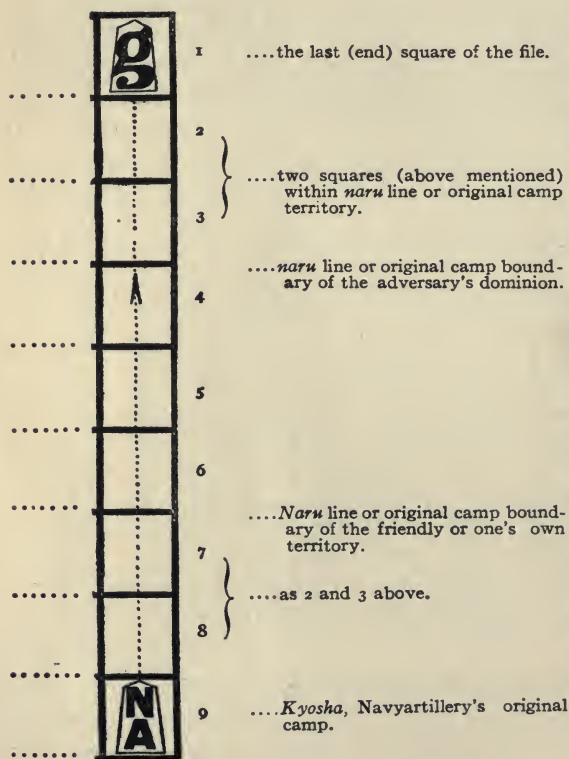 g
1 ....the last (end) square of the file.
2
....two squares (above mentioned)
within naru line or original camp
territory.
3
....naru line or original camp bound-
ary of the adversary's dominion.
4
5
6
....Naru line or original camp bound-
ary of the friendly or one's own
territory.
7
....as 2 and 3 above.
8
N
A
9 ....Kyosha, Navyartillery's original
camp.